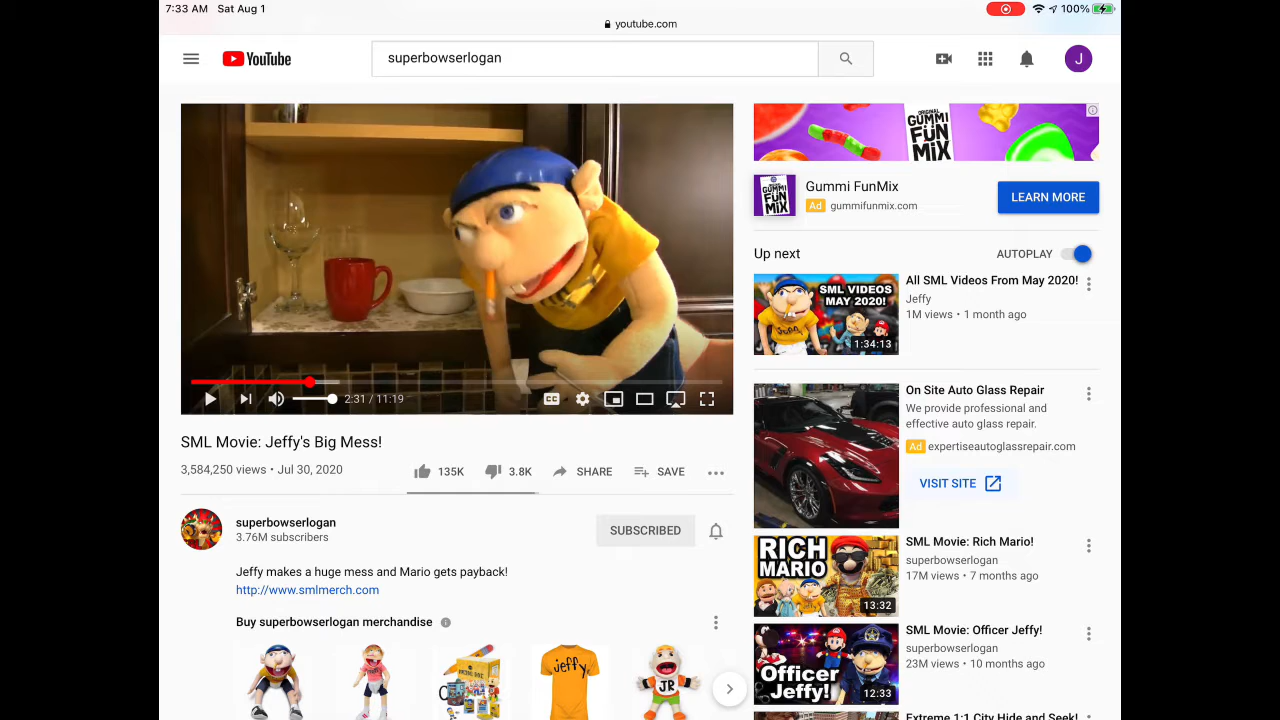 7:33 AM Sat Aug 1
100%
youtube.com
YouTube
superbowserlogan
J
2:31 / 11:19
CC
SML Movie: Jeffy's Big Mess!
3,584,250 views • Jul 30, 2020
135K
3.8K
SHARE
SAVE
superbowserlogan
3.76M subscribers
SUBSCRIBED
Jeffy makes a huge mess and Mario gets payback!
http://www.smlmerch.com
Buy superbowserlogan merchandise
jeffy
JR
ORIGINAL
GUMMI
FUN
MIX
GUMMI
FUN
MIX
Gummi FunMix
Ad gummifunmix.com
LEARN MORE
Up next
AUTOPLAY
SML VIDEOS
MAY 2020!
Jeffy
1:34:13
All SML Videos From May 2020!
Jeffy
1M views • 1 month ago
On Site Auto Glass Repair
We provide professional and
effective auto glass repair.
Ad expertiseautoglassrepair.com
VISIT SITE
RICH
MARIO
13:32
SML Movie: Rich Mario!
superbowserlogan
17M views • 7 months ago
Officer
Jeffy!
12:33
SML Movie: Officer Jeffy!
superbowserlogan
23M views • 10 months ago
Extreme 1:1 City Hide and Seek!